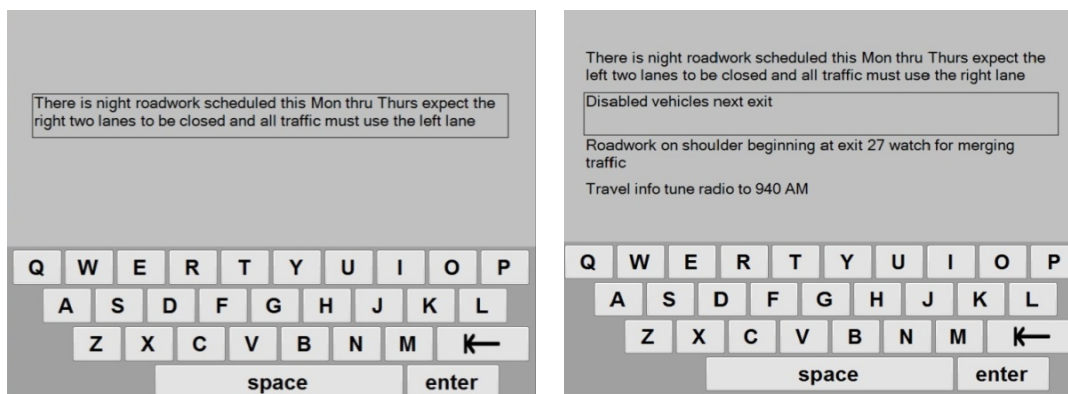 There is night roadwork scheduled this Mon thru Thurs expect the
right two lanes to be closed and all traffic must use the left lane
Q W E R T Y U I O P
A S D F G H J K L
Z X C V B N M
space enter
There is night roadwork scheduled this Mon thru Thurs expect the
left two lanes to be closed and all traffic must use the right lane
Disabled vehicles next exit
Roadwork on shoulder beginning at exit 27 watch for merging
traffic
Travel info tune radio to 940 AM
Q W E R T Y U I O P
A S D F G H J K L
Z X C V B N M
space enter